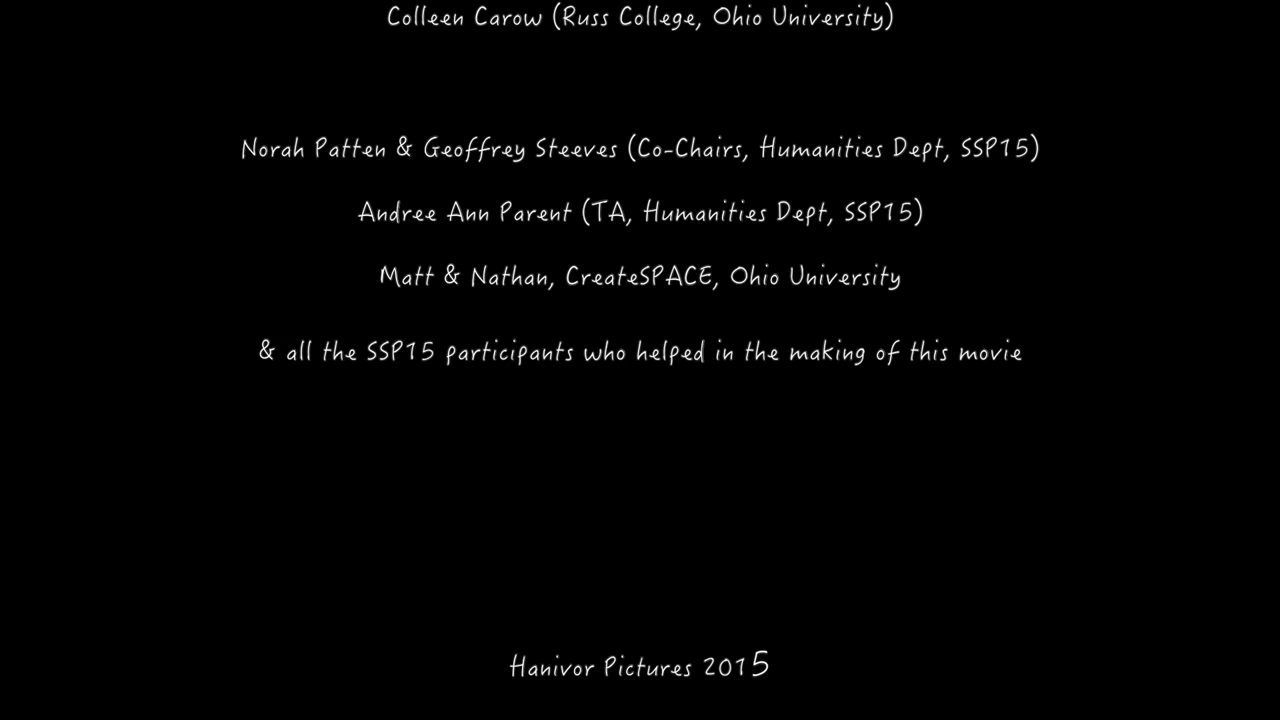 Colleen Carow (Russ College, Ohio University)
Norah Patten & Geoffrey Steeves (Co-Chairs, Humanities Dept, SSP15)
Andree Ann Parent (TA, Humanities Dept, SSP15)
Matt & Nathan, CreateSPACE, Ohio University
& all the SSP15 participants who helped in the making of this movie
Hanivor Pictures 2015